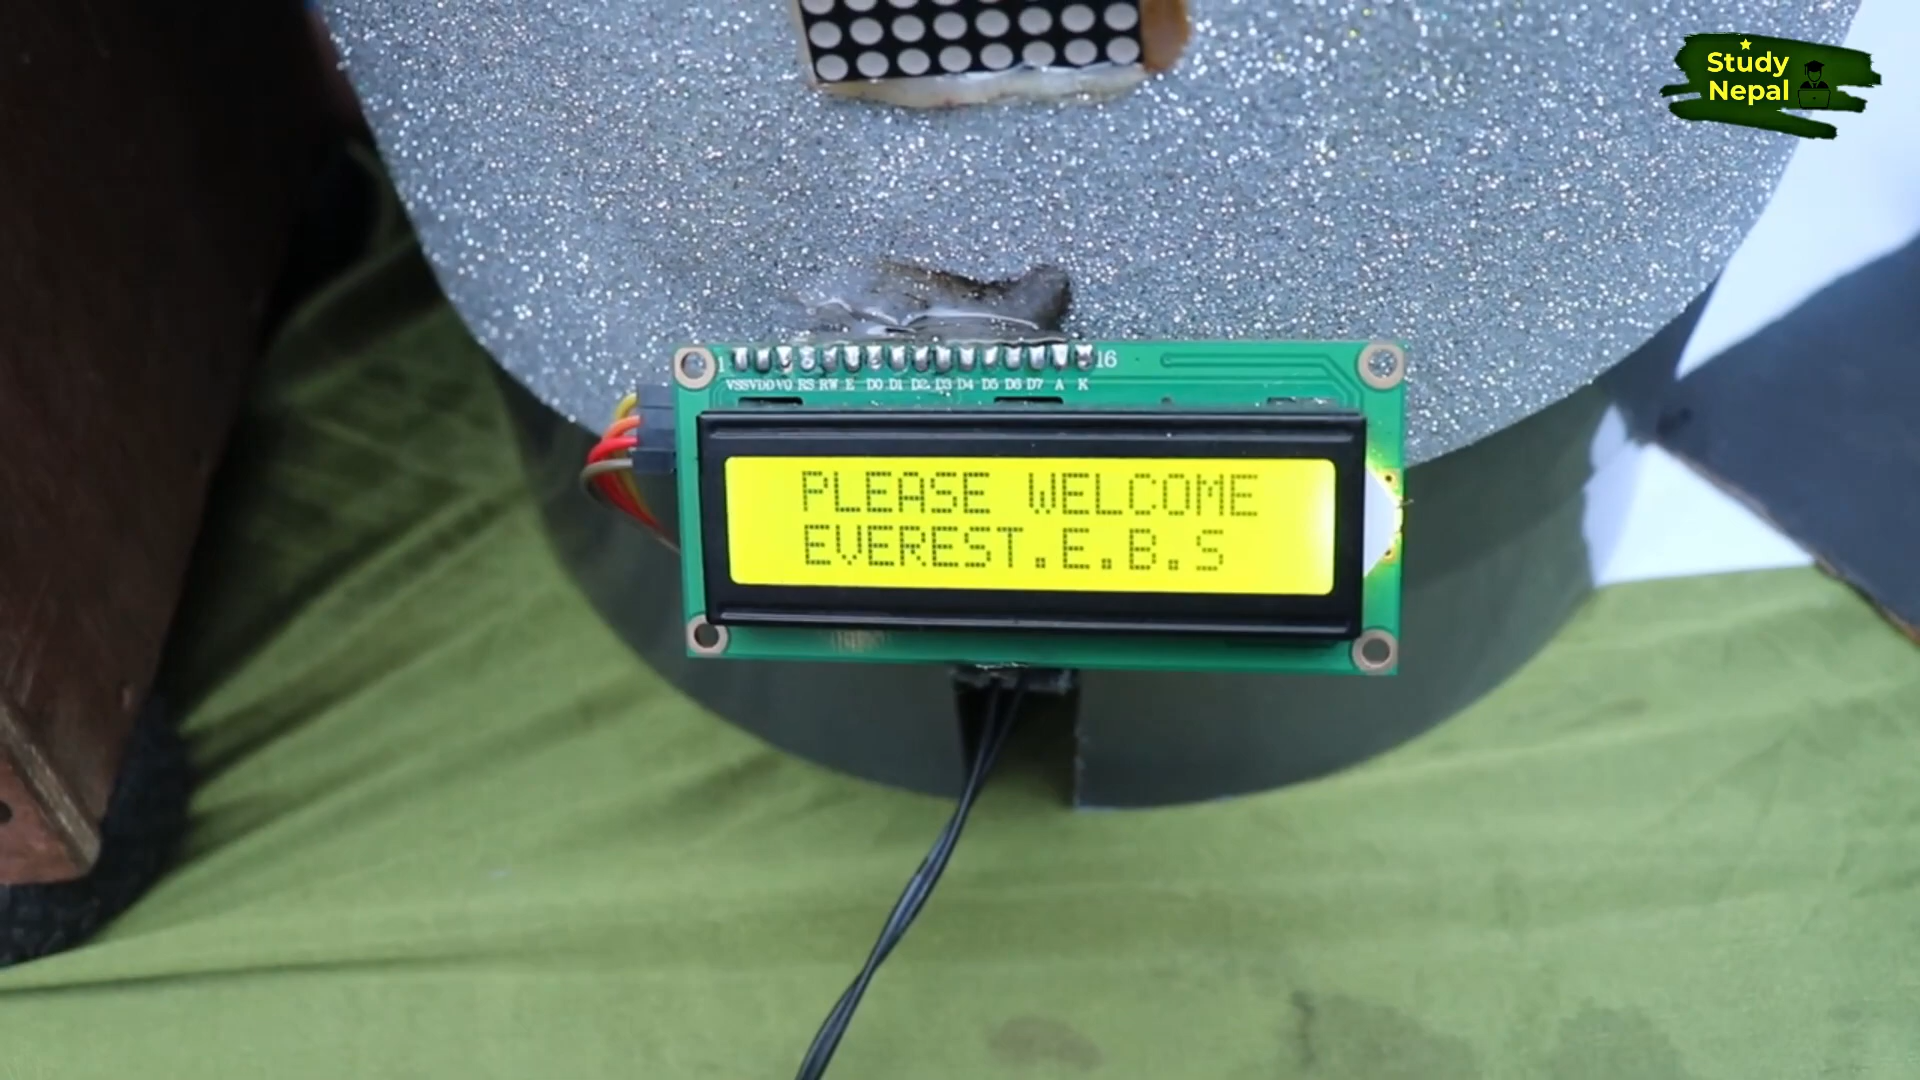 Study
Nepal
1 16
VSS VDD V0 RS RW E D0 D1 D2 D3 D4 D5 D6 D7 A K
PLEASE WELCOME
EVEREST.E.B.S